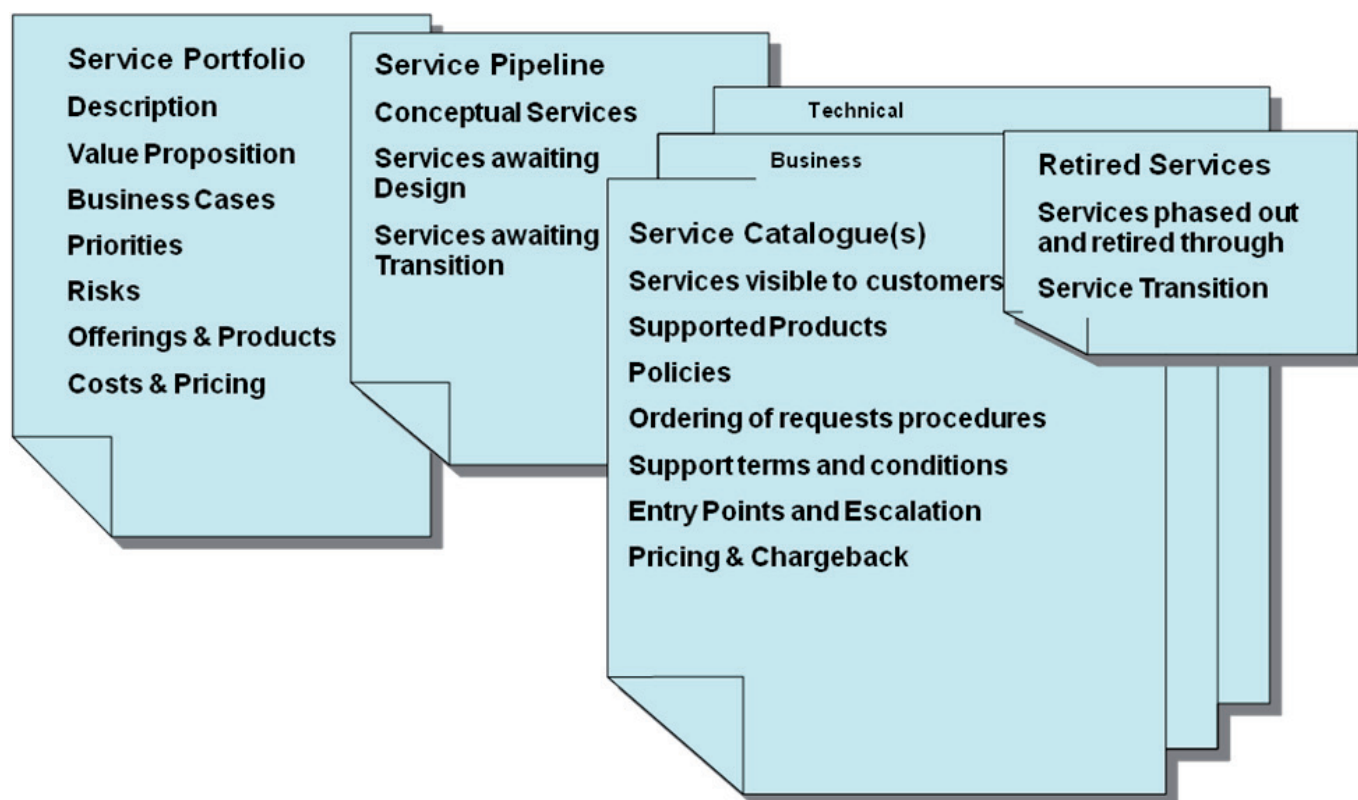 Service Portfolio
Description
Value Proposition
Business Cases
Priorities
Risks
Offerings & Products
Costs & Pricing
Service Pipeline
Conceptual Services
Services awaiting
Design
Services awaiting
Transition
Technical
Business
Service Catalogue(s)
Services visible to customers
Supported Products
Policies
Ordering of requests procedures
Support terms and conditions
Entry Points and Escalation
Pricing & Chargeback
Retired Services
Services phased out
and retired through
Service Transition